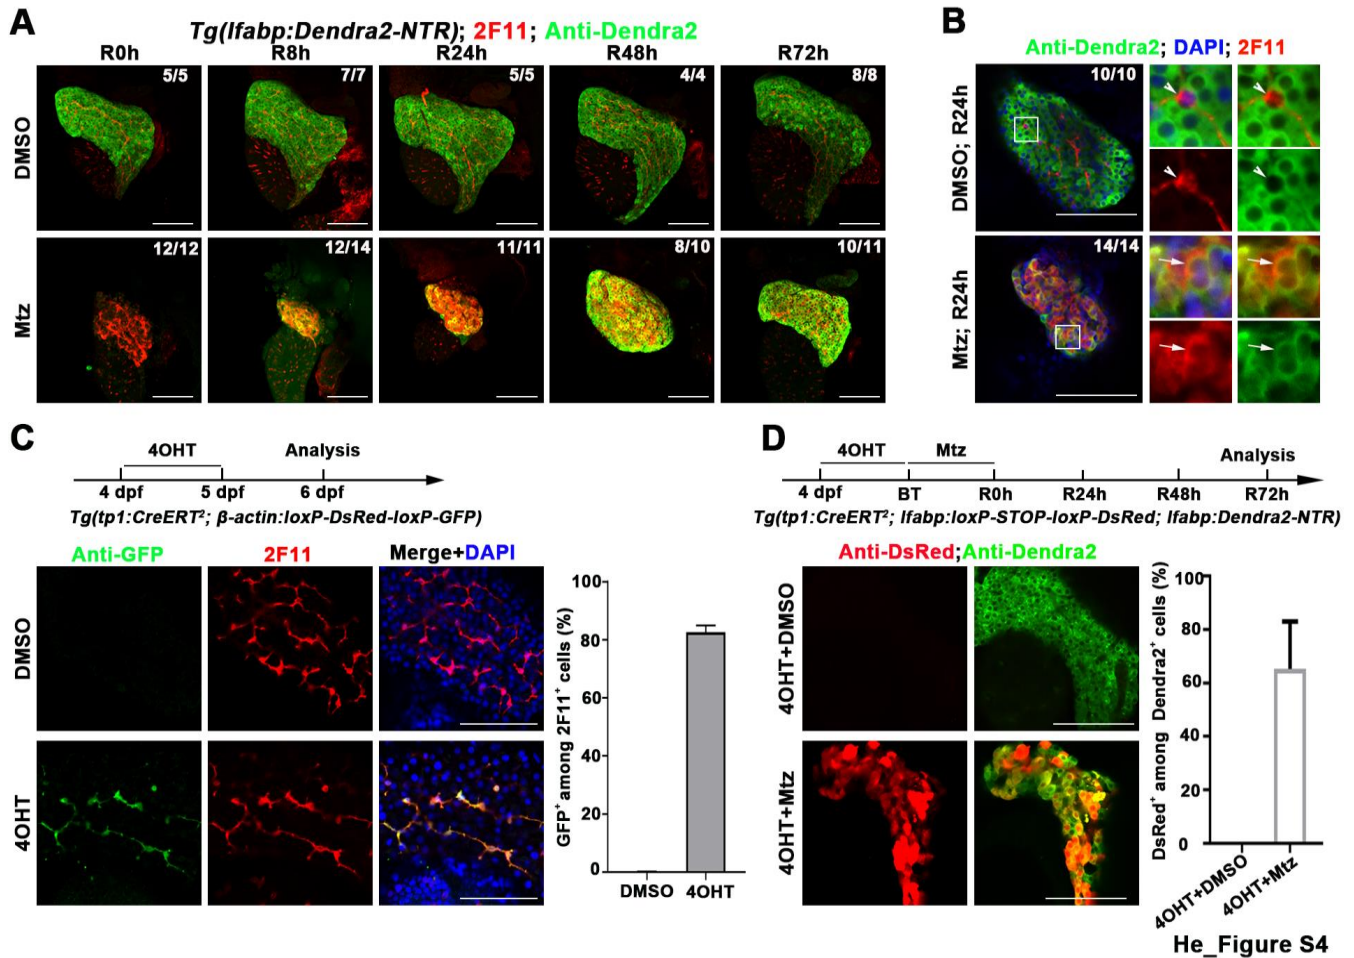 A
Tg(lfabp:Dendra2-NTR); 2F11; Anti-Dendra2
R0h R8h R24h R48h R72h
DMSO
5/5 7/7 5/5 4/4 8/8
Mtz
12/12 12/14 11/11 8/10 10/11
B
Anti-Dendra2; DAPI; 2F11
DMSO; R24h
10/10
Mtz; R24h
14/14
C
4OHT Analysis
4 dpf 5 dpf 6 dpf
Tg(tp1:CreERT²; β-actin:loxP-DsRed-loxP-GFP)
Anti-GFP 2F11 Merge+DAPI
DMSO
4OHT
GFP⁺ among 2F11⁺ cells (%)
100
80
60
40
20
0
DMSO 4OHT
D
4OHT Mtz Analysis
4 dpf BT R0h R24h R48h R72h
Tg(tp1:CreERT²; lfabp:loxP-STOP-loxP-DsRed; lfabp:Dendra2-NTR)
Anti-DsRed;Anti-Dendra2
4OHT+DMSO
4OHT+Mtz
DsRed⁺ among Dendra2⁺ cells (%)
100
80
60
40
20
0
4OHT+DMSO
4OHT+Mtz
He_Figure S4